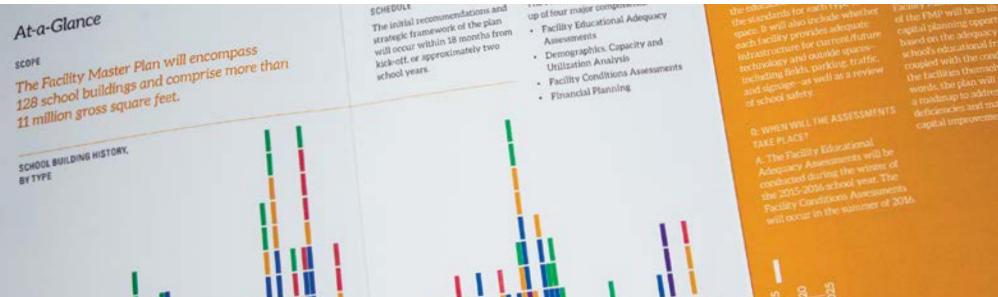 At-a-Glance
SCOPE
The Facility Master Plan will encompass
128 school buildings and comprise more than
11 million gross square feet.
SCHOOL BUILDING HISTORY,
BY TYPE
SCHEDULE
The initial recommendations and
strategic framework of the plan
will occur within 18 months from
kick-off, or approximately two
school years.
up of four major
• Facility Educational Adequacy
Assessments
• Demographics, Capacity and
Utilization Analysis
• Facility Conditions Assessments
• Financial Planning
the standards for each
space. It will also include whether
each facility provides adequate
infrastructure for current/future
technology and outside spaces—
including fields, parking, traffic,
and signage—as well as a review
of school safety.
Q: WHEN WILL THE ASSESSMENTS
TAKE PLACE?
A: The Facility Educational
Adequacy Assessments will be
conducted during the winter of
the 2015-2016 school year. The
Facility Conditions Assessments
will occur in the summer of 2016.
of the FMP will be to
capital planning
based on the adequacy
school's educational
coupled with the
the facilities
words, the plan will
a roadmap to
deficiencies and
capital